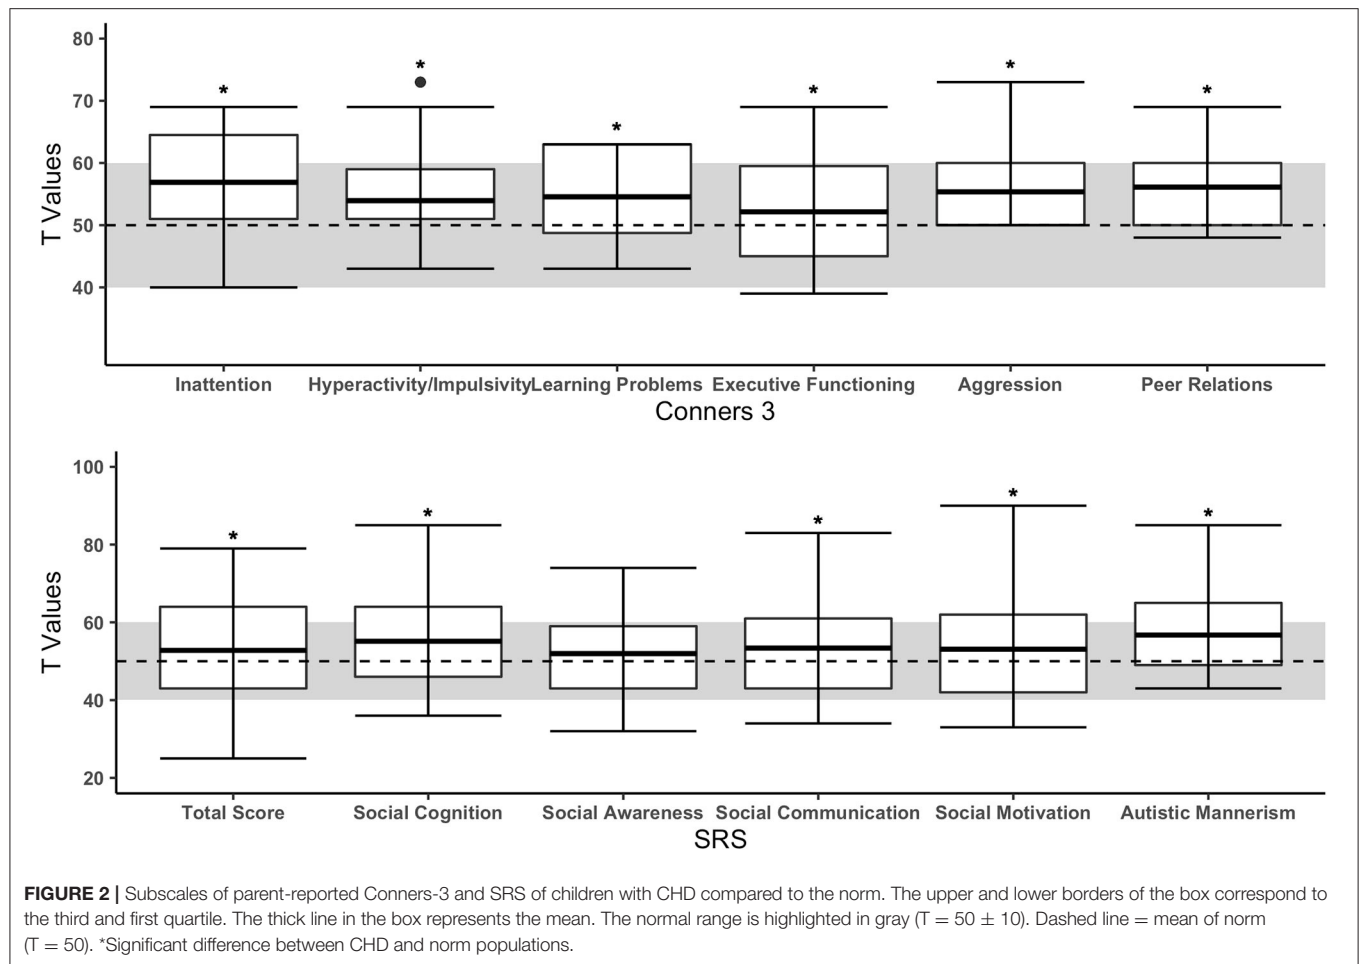 80
70
60
50
40
T Values
* * * * * *
Inattention Hyperactivity/Impulsivity Learning Problems Executive Functioning Aggression Peer Relations
Conners 3
100
80
60
40
20
T Values
* * * * *
Total Score Social Cognition Social Awareness Social Communication Social Motivation Autistic Mannerism
SRS
FIGURE 2 | Subscales of parent-reported Conners-3 and SRS of children with CHD compared to the norm. The upper and lower borders of the box correspond to
the third and first quartile. The thick line in the box represents the mean. The normal range is highlighted in gray (T = 50 ± 10). Dashed line = mean of norm
(T = 50). *Significant difference between CHD and norm populations.